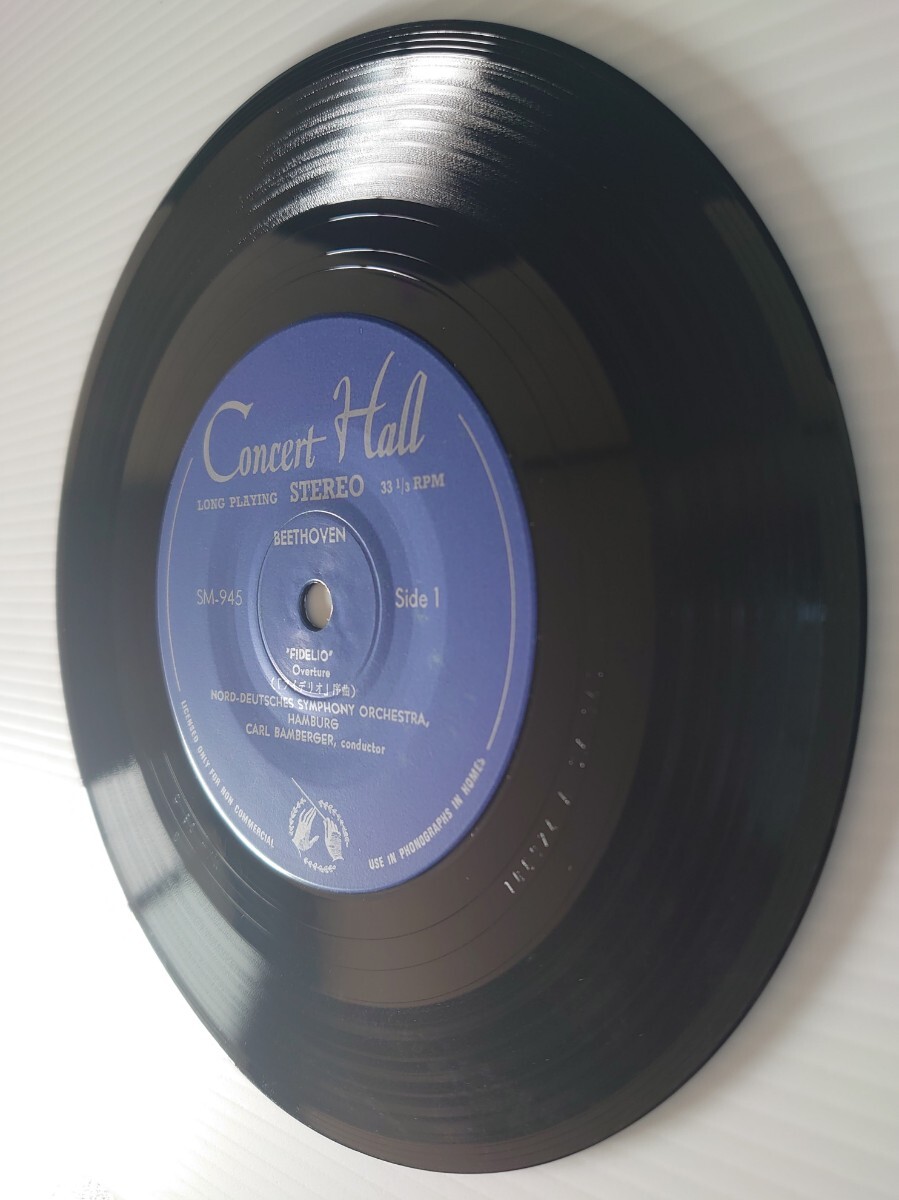 Concert Hall
LONG PLAYING STEREO 33 1/3 RPM
BEETHOVEN
SM-945 Side 1
"FIDELIO"
Overture
(「フィデリオ」序曲)
NORD-DEUTSCHES SYMPHONY ORCHESTRA,
HAMBURG
CARL BAMBERGER, conductor
LICENSED ONLY FOR NON COMMERCIAL
USE IN PHONOGRAPHS IN HOMES